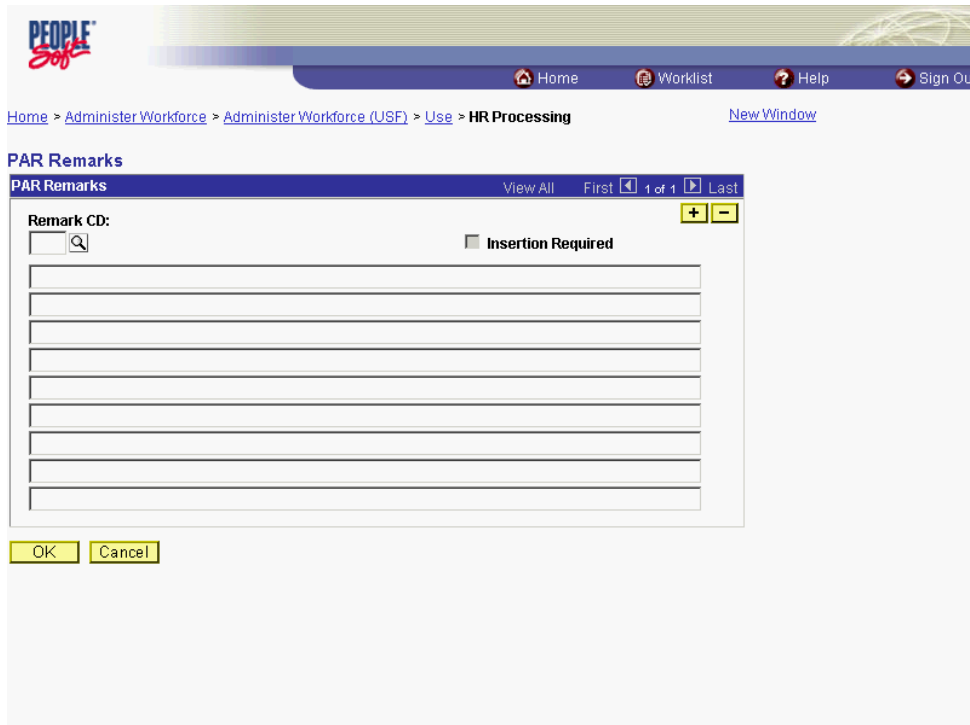 PEOPLE
Soft
Home Worklist Help Sign Ou
Home > Administer Workforce > Administer Workforce (USF) > Use > HR Processing New Window
PAR Remarks
PAR Remarks View All First 1 of 1 Last
+ −
Remark CD:
Insertion Required
OK Cancel